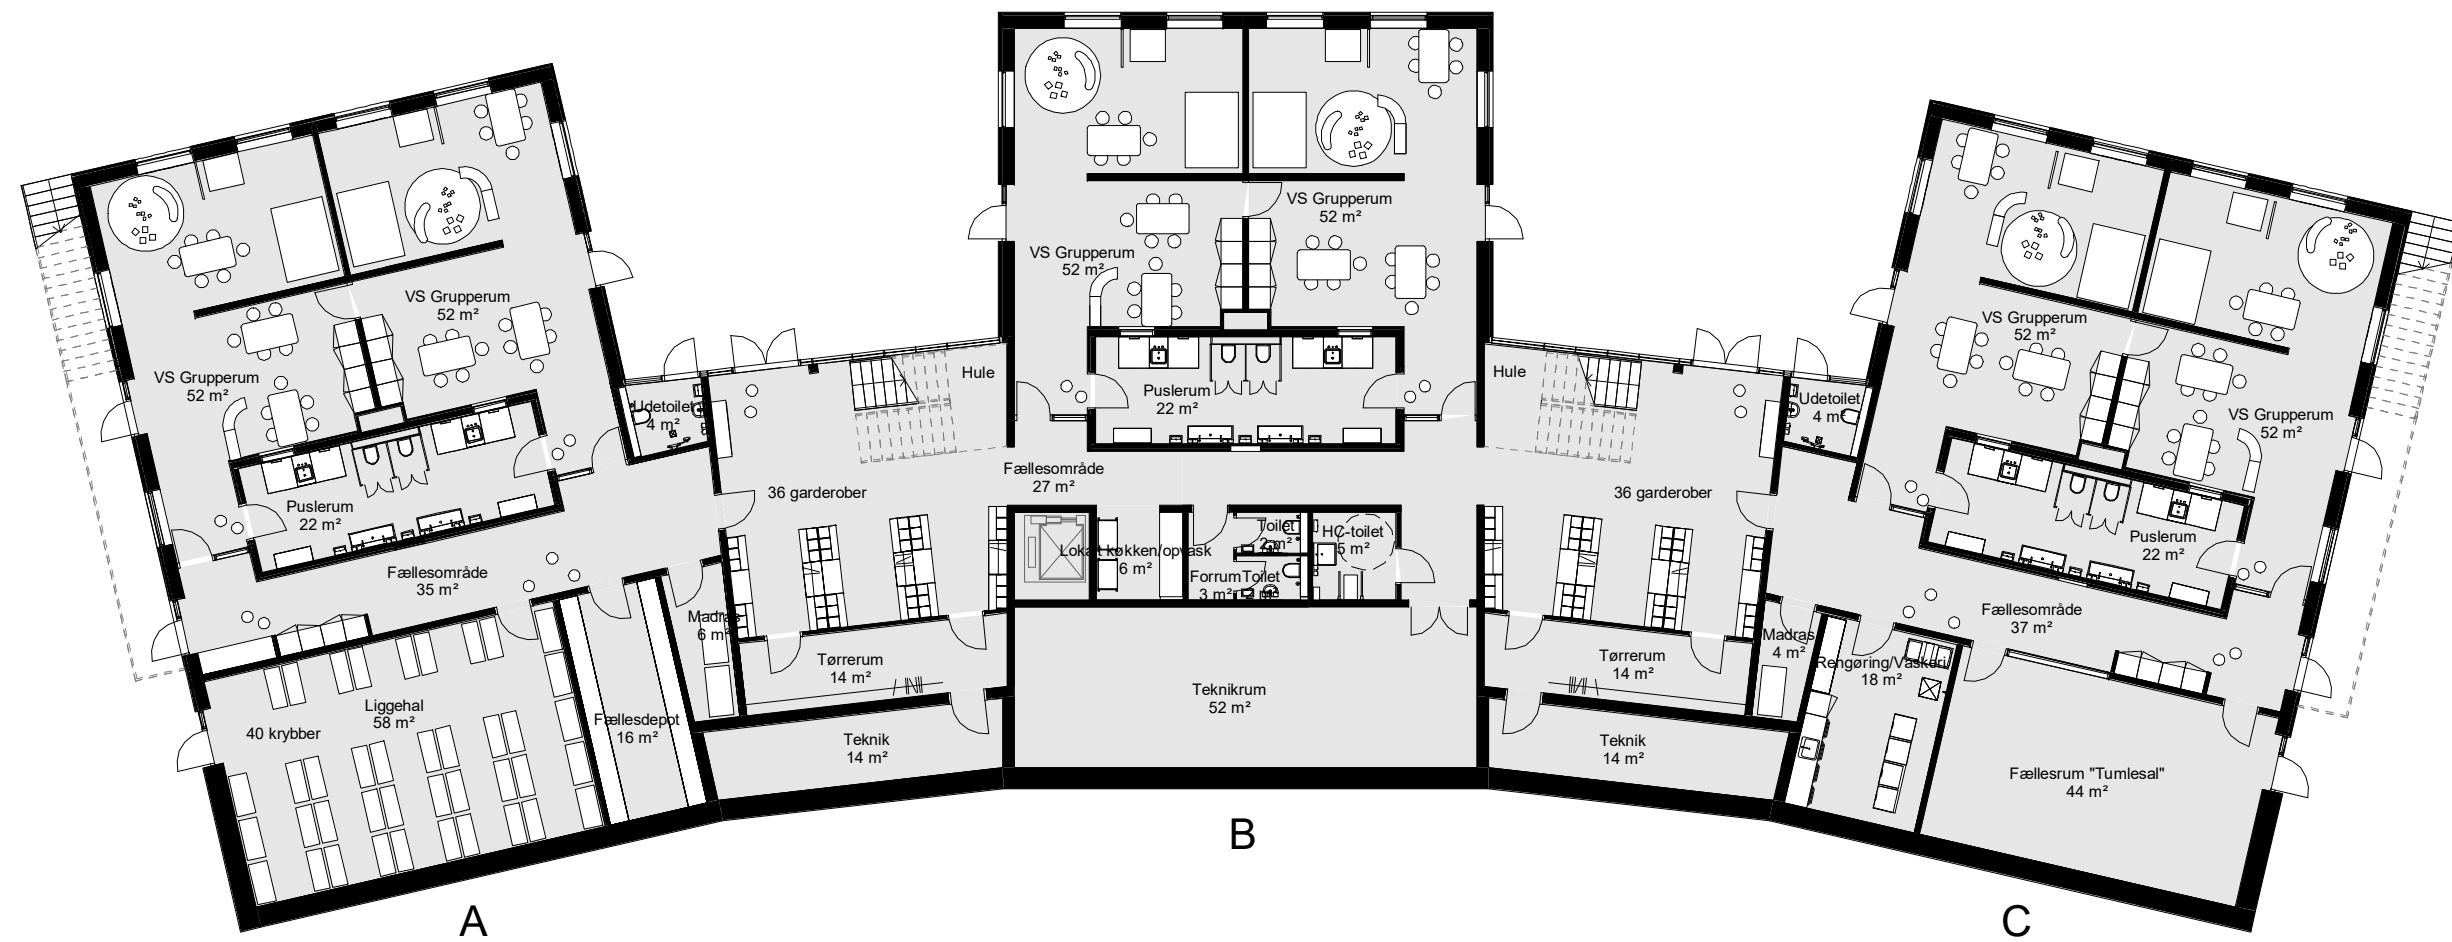 VS Grupperum
52 m²
VS Grupperum
52 m²
Puslerum
22 m²
Udetoilet
4 m²
Fællesområde
35 m²
Liggehal
58 m²
40 krybber
Fællesdepot
16 m²
Madras
6 m²
36 garderober
Tørrerum
14 m²
Teknik
14 m²
Hule
A
VS Grupperum
52 m²
VS Grupperum
52 m²
Puslerum
22 m²
Fællesområde
27 m²
Lokalt køkken/opvask
6 m²
Toilet
2 m²
HC-toilet
5 m²
Forrum
3 m²
Toilet
2 m²
Teknikrum
52 m²
B
Hule
36 garderober
Udetoilet
4 m²
Tørrerum
14 m²
Teknik
14 m²
Madras
4 m²
Rengøring/Vaskeri
18 m²
VS Grupperum
52 m²
VS Grupperum
52 m²
Puslerum
22 m²
Fællesområde
37 m²
Fællesrum "Tumlesal"
44 m²
C